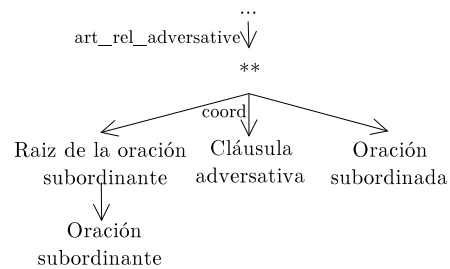 ...
art_rel_adversative
**
coord
Raiz de la oración
subordinante
Cláusula
adversativa
Oración
subordinada
Oración
subordinante